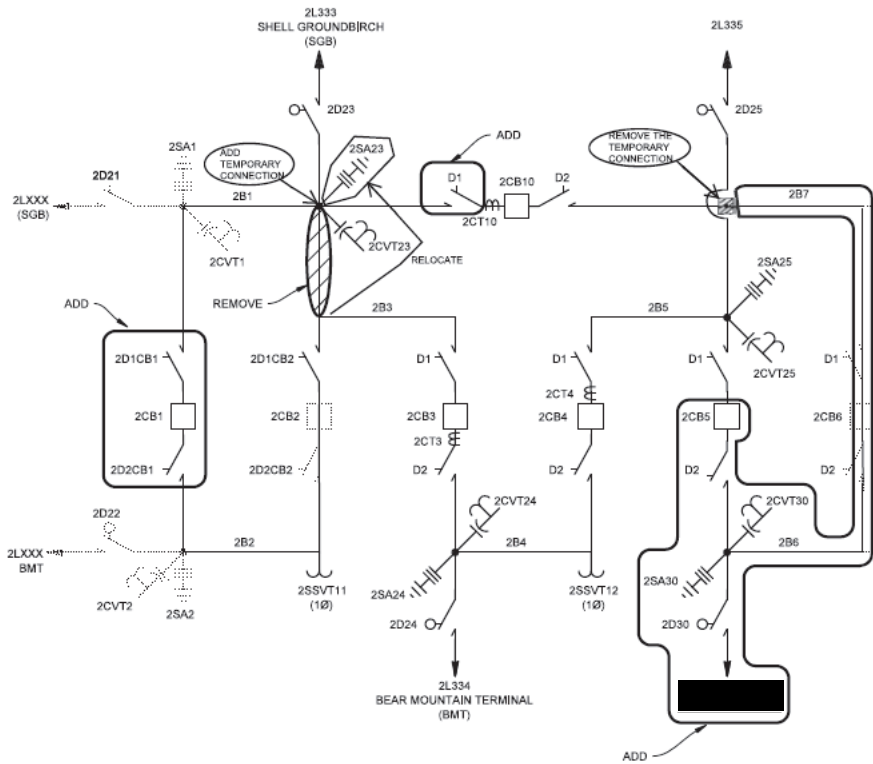 2L333
SHELL GROUNDBIRCH
(SGB)
2L335
2D23
2D25
ADD
REMOVE THE
TEMPORARY
CONNECTION
2SA1
ADD
TEMPORARY
CONNECTION
2SA23
2D21
D1
2CB10
D2
2LXXX
(SGB)
2B1
2B7
2CT10
2CVT1
2CVT23
RELOCATE
2SA25
ADD
REMOVE
2B3
2B5
2D1CB1
2D1CB2
D1
D1
D1
2CVT25
D1
2CT4
2CB1
2CB2
2CB3
2CB4
2CB5
2CB6
2CT3
2D2CB1
2D2CB2
D2
D2
D2
D2
2D22
2CVT24
2CVT30
2LXXX
BMT
2B2
2B4
2B6
2CVT2
2SA2
2SSVT11
(1Ø)
2SA24
2SSVT12
(1Ø)
2SA30
2D24
2D30
2L334
BEAR MOUNTAIN TERMINAL
(BMT)
ADD